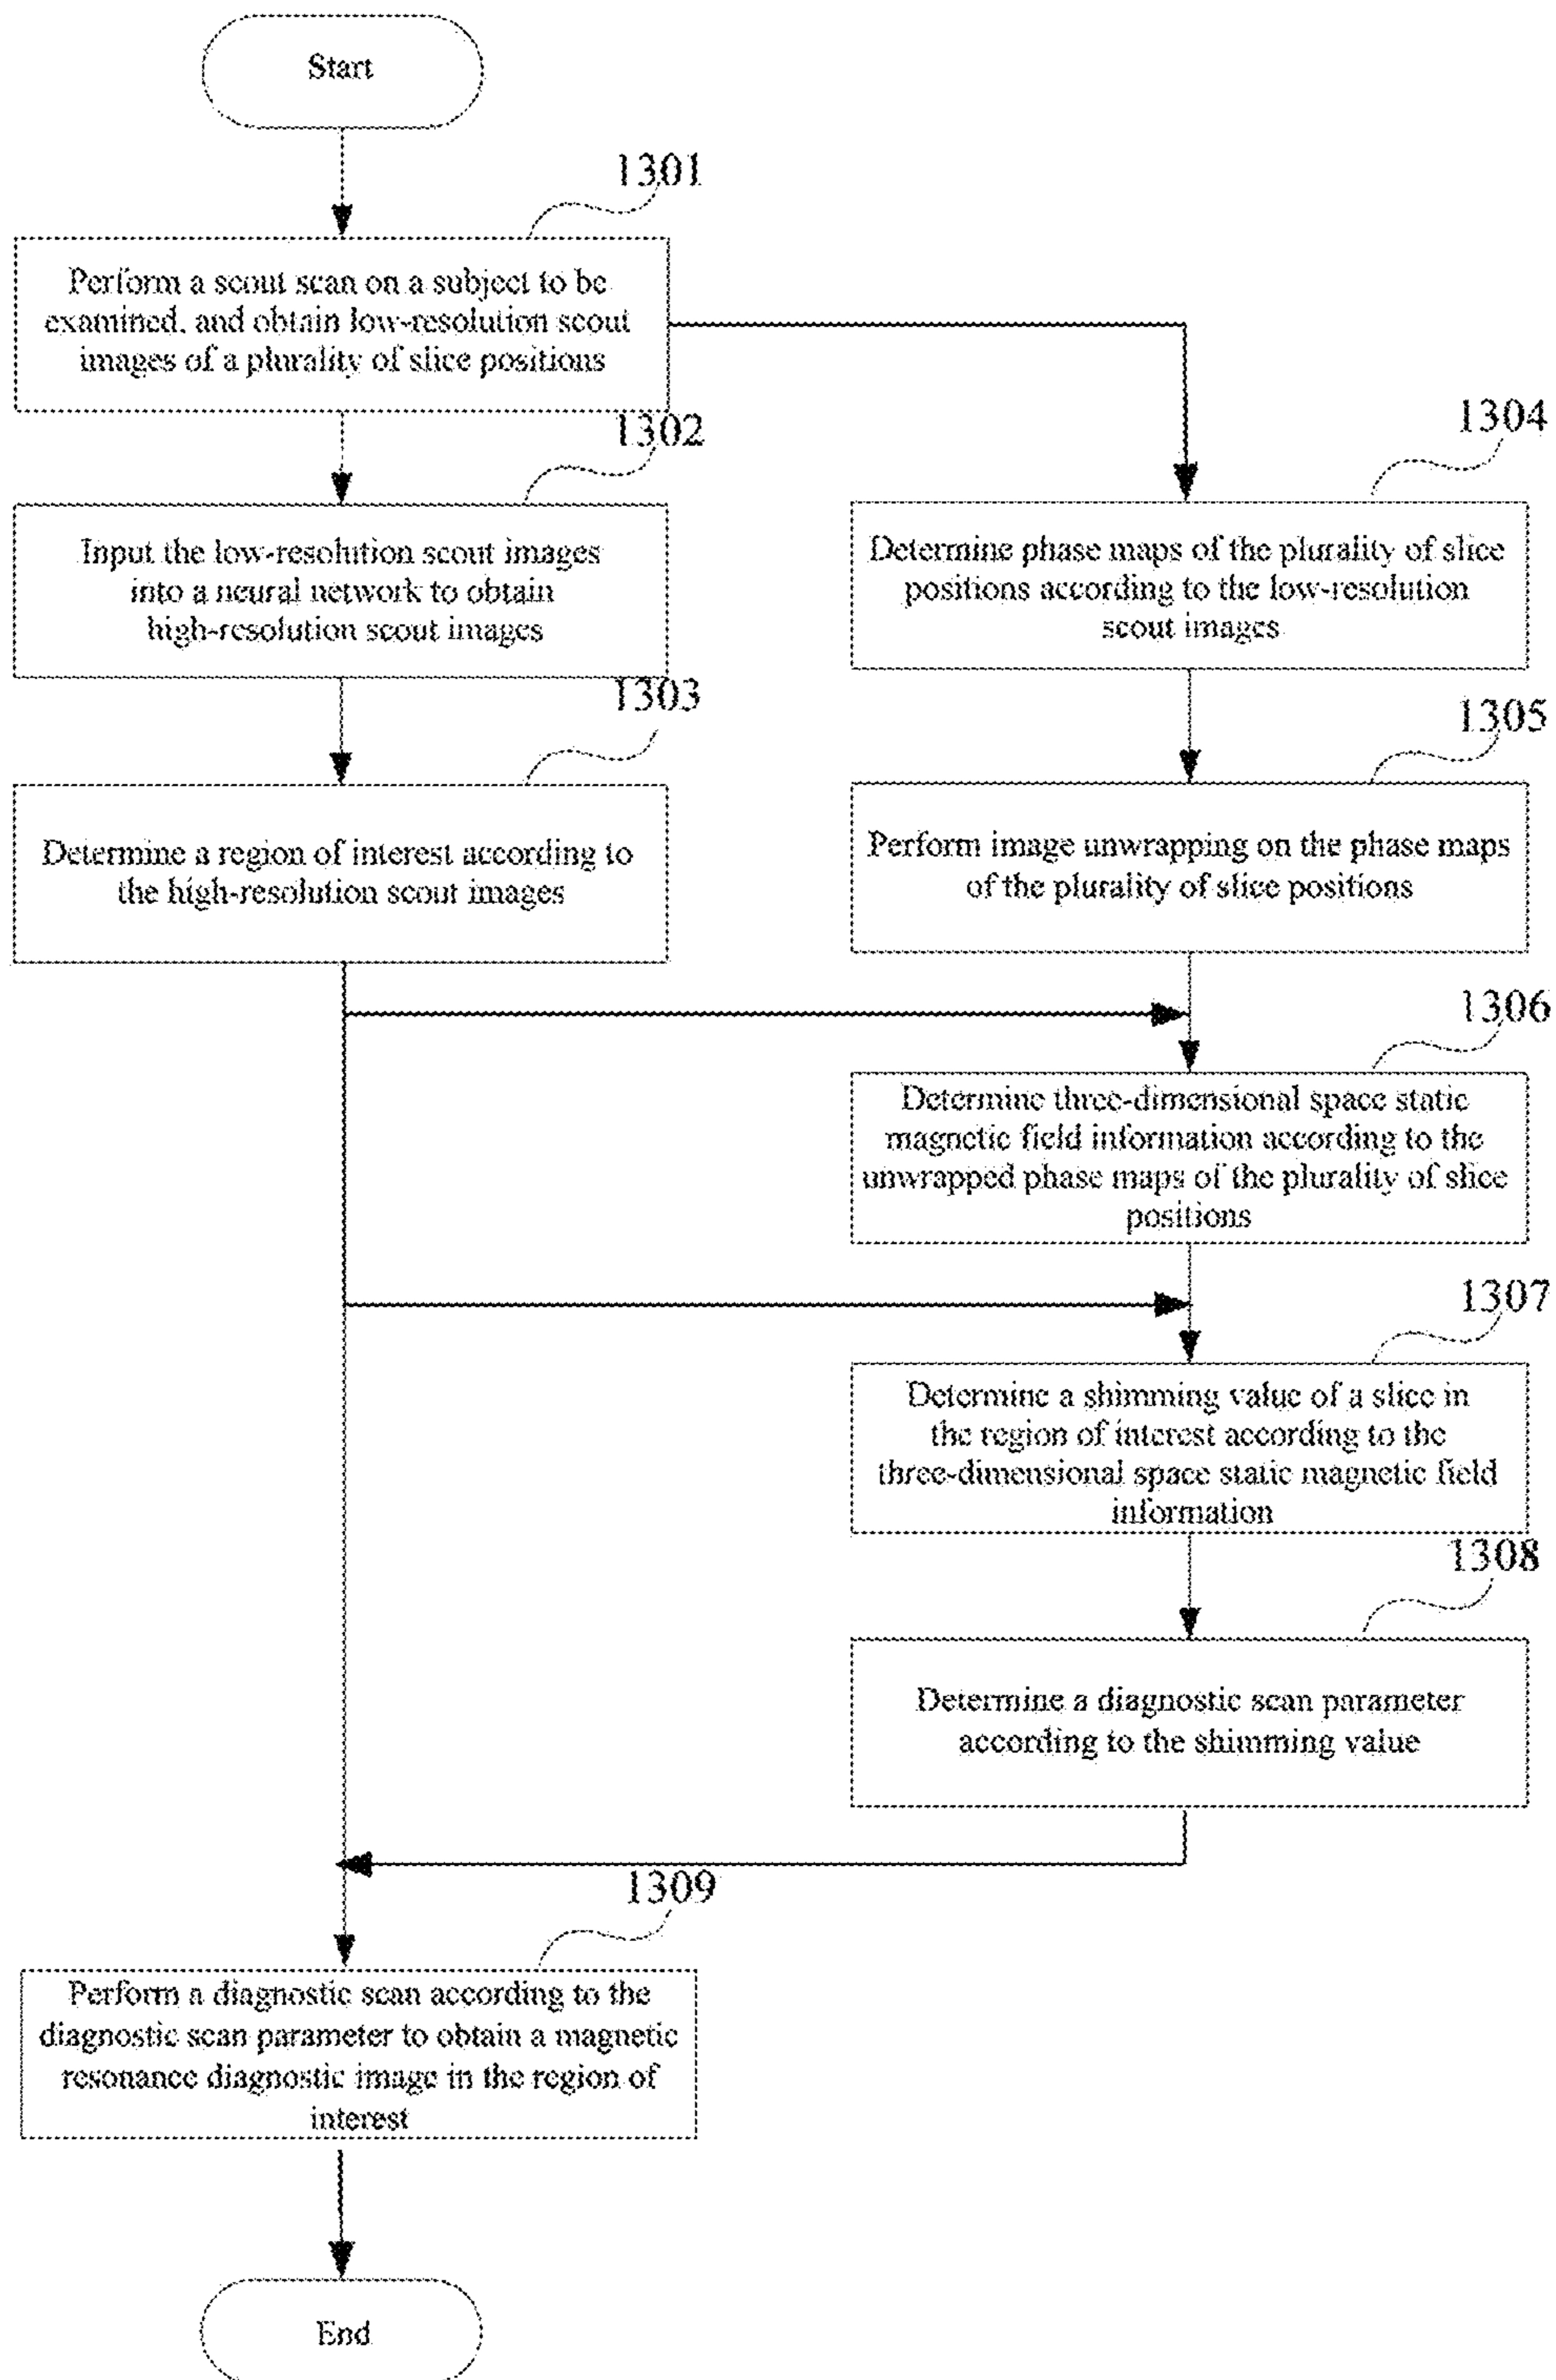 Start
1301
Perform a scout scan on a subject to be
examined, and obtain low-resolution scout
images of a plurality of slice positions
1302
Input the low-resolution scout images
into a neural network to obtain
high-resolution scout images
1303
Determine a region of interest according to
the high-resolution scout images
1304
Determine phase maps of the plurality of slice
positions according to the low-resolution
scout images
1305
Perform image unwrapping on the phase maps
of the plurality of slice positions
1306
Determine three-dimensional space static
magnetic field information according to the
unwrapped phase maps of the plurality of slice
positions
1307
Determine a shimming value of a slice in
the region of interest according to the
three-dimensional space static magnetic field
information
1308
Determine a diagnostic scan parameter
according to the shimming value
1309
Perform a diagnostic scan according to the
diagnostic scan parameter to obtain a magnetic
resonance diagnostic image in the region of
interest
End